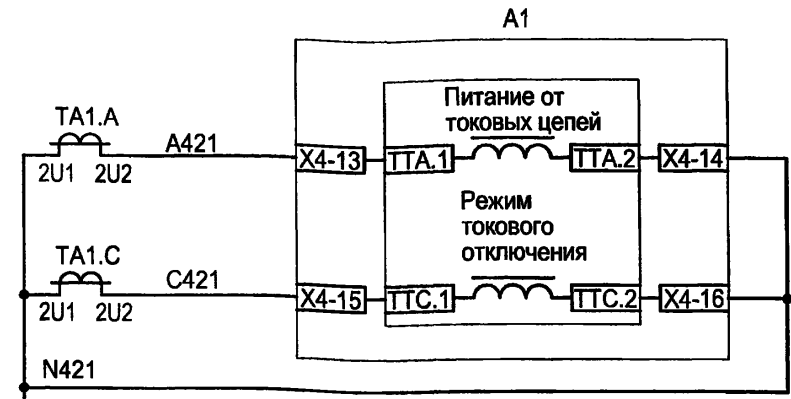 A1
Питание от
токовых цепей
TA1.A
A421
2U1 2U2
X4-13 TTA.1 TTA.2 X4-14
Режим
токового
отключения
TA1.C
C421
2U1 2U2
X4-15 TTC.1 TTC.2 X4-16
N421